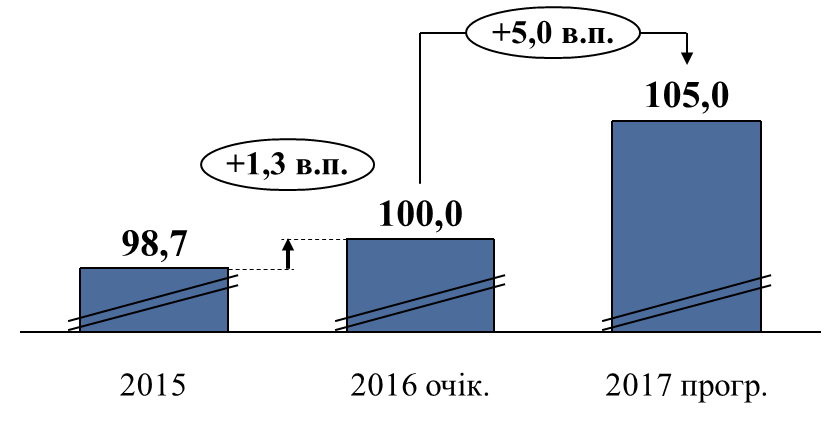 +5,0 в.п.
105,0
+1,3 в.п.
100,0
98,7
2015
2016 очік.
2017 прогр.